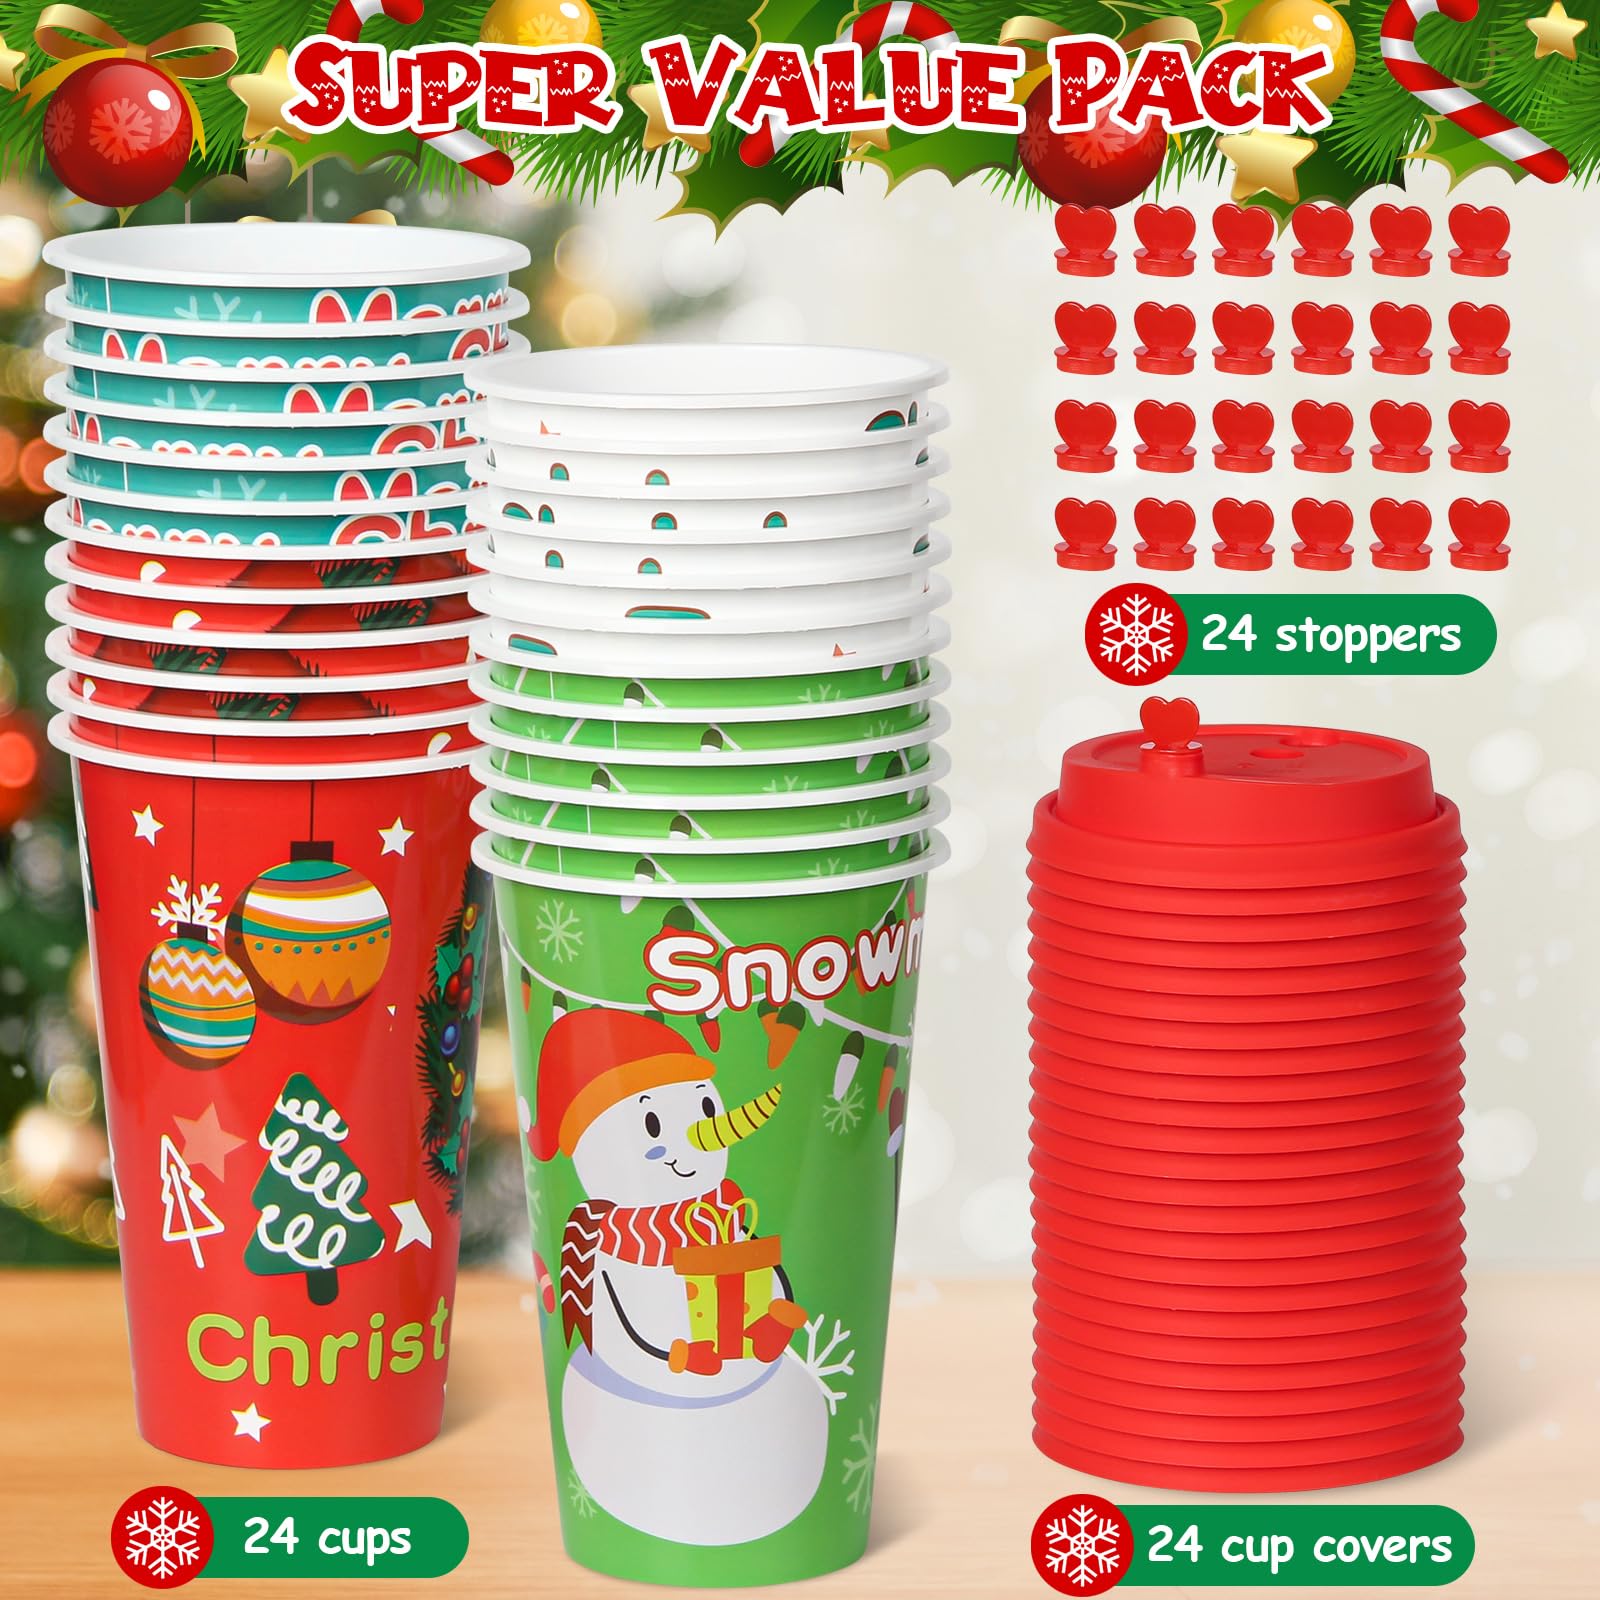 SUPER VALUE PACK
24 stoppers
Snowm
Christ
24 cups
24 cup covers